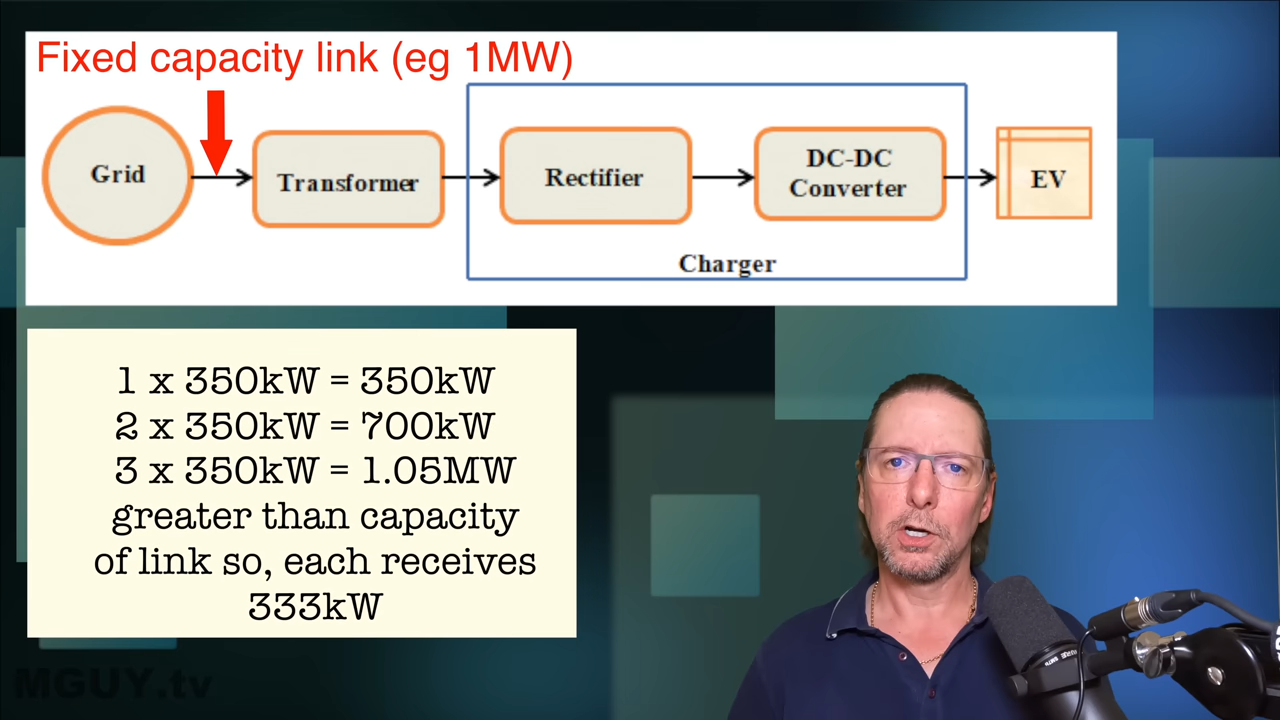 Fixed capacity link (eg 1MW)
Grid
Transformer
Rectifier
DC-DC
Converter
EV
Charger
1 x 350kW = 350kW
2 x 350kW = 700kW
3 x 350kW = 1.05MW
greater than capacity
of link so, each receives
333kW
MGUY.tv